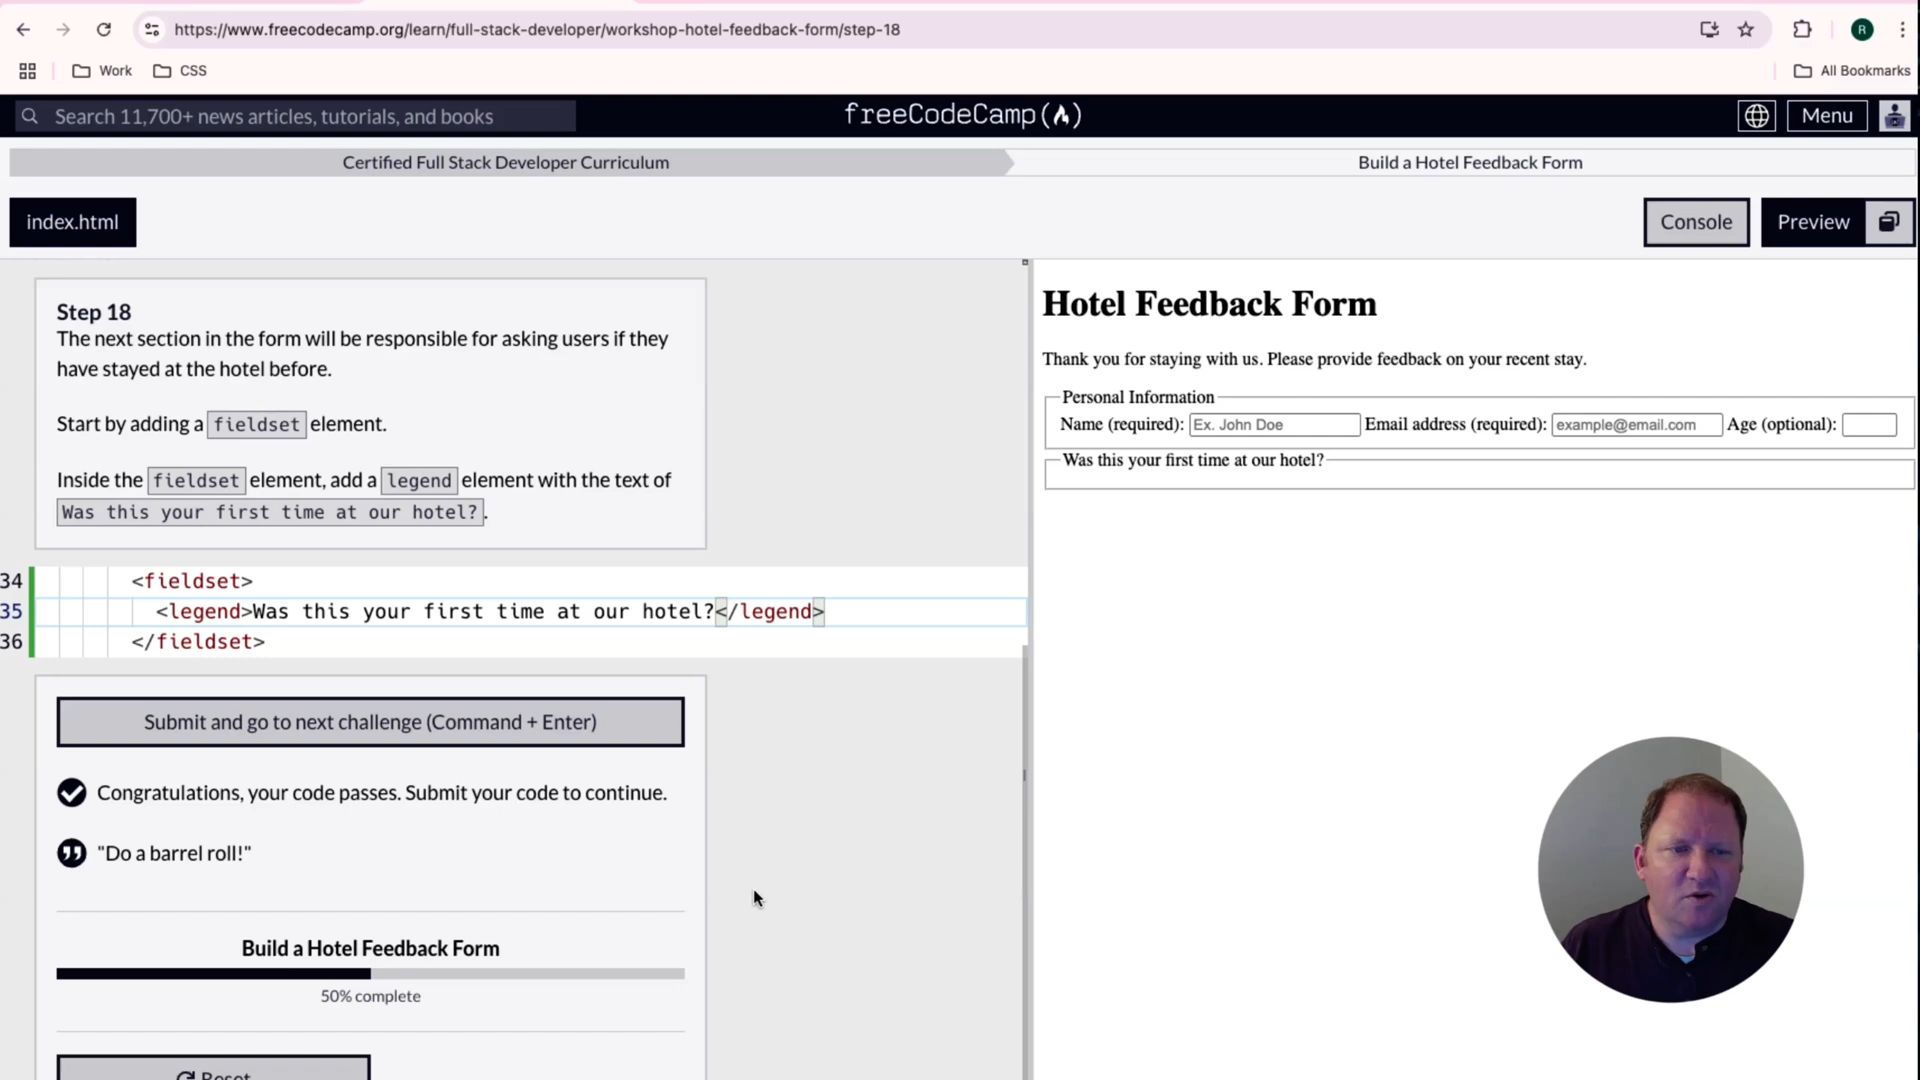 https://www.freecodecamp.org/learn/full-stack-developer/workshop-hotel-feedback-form/step-18
R
Work
CSS
All Bookmarks
Search 11,700+ news articles, tutorials, and books
freeCodeCamp
Menu
Certified Full Stack Developer Curriculum
Build a Hotel Feedback Form
index.html
Console
Preview
Step 18
The next section in the form will be responsible for asking users if they
have stayed at the hotel before.
Start by adding a fieldset element.
Inside the fieldset element, add a legend element with the text of
Was this your first time at our hotel?.
34 <fieldset>
35 <legend>Was this your first time at our hotel?</legend>
36 </fieldset>
Submit and go to next challenge (Command + Enter)
Congratulations, your code passes. Submit your code to continue.
"Do a barrel roll!"
Build a Hotel Feedback Form
50% complete
Reset
Hotel Feedback Form
Thank you for staying with us. Please provide feedback on your recent stay.
Personal Information
Name (required): Ex. John Doe Email address (required): example@email.com Age (optional):
Was this your first time at our hotel?